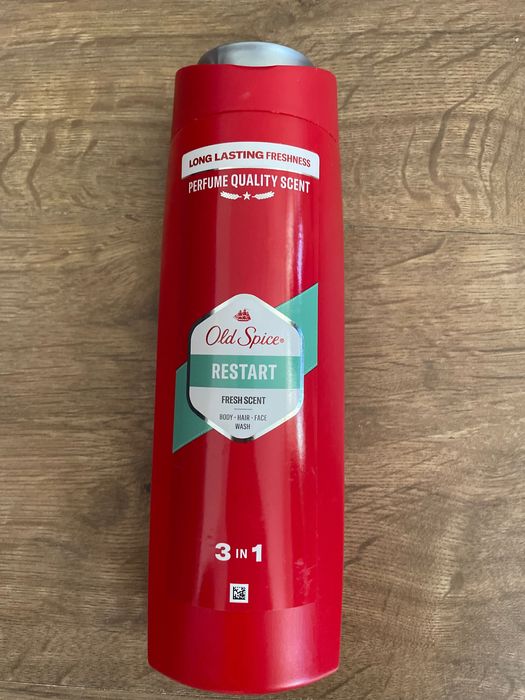 LONG LASTING FRESHNESS
PERFUME QUALITY SCENT
Old Spice®
RESTART
FRESH SCENT
BODY - HAIR - FACE
WASH
3 IN 1